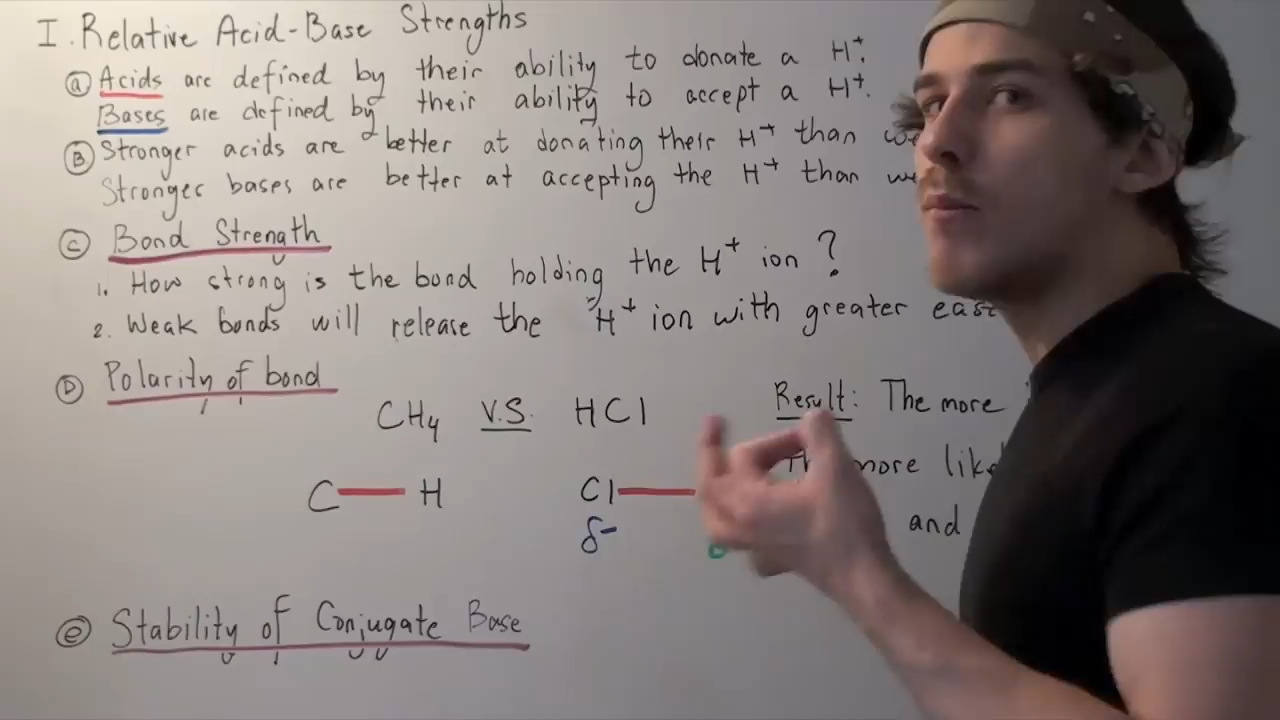 I. Relative Acid-Base Strengths
ⓐ Acids are defined by their ability to donate a H⁺.
Bases are defined by their ability to accept a H⁺.
Ⓑ Stronger acids are better at donating their H⁺ than
Stronger bases are better at accepting the H⁺ than
Ⓒ Bond Strength
1. How strong is the bond holding the H⁺ ion ?
2. Weak bonds will release the H⁺ ion with greater ease
Ⓓ Polarity of bond
CH₄ V.S. HCl
Result: The more
more
C — H
Cl —
δ-
and
ⓔ Stability of Conjugate Base